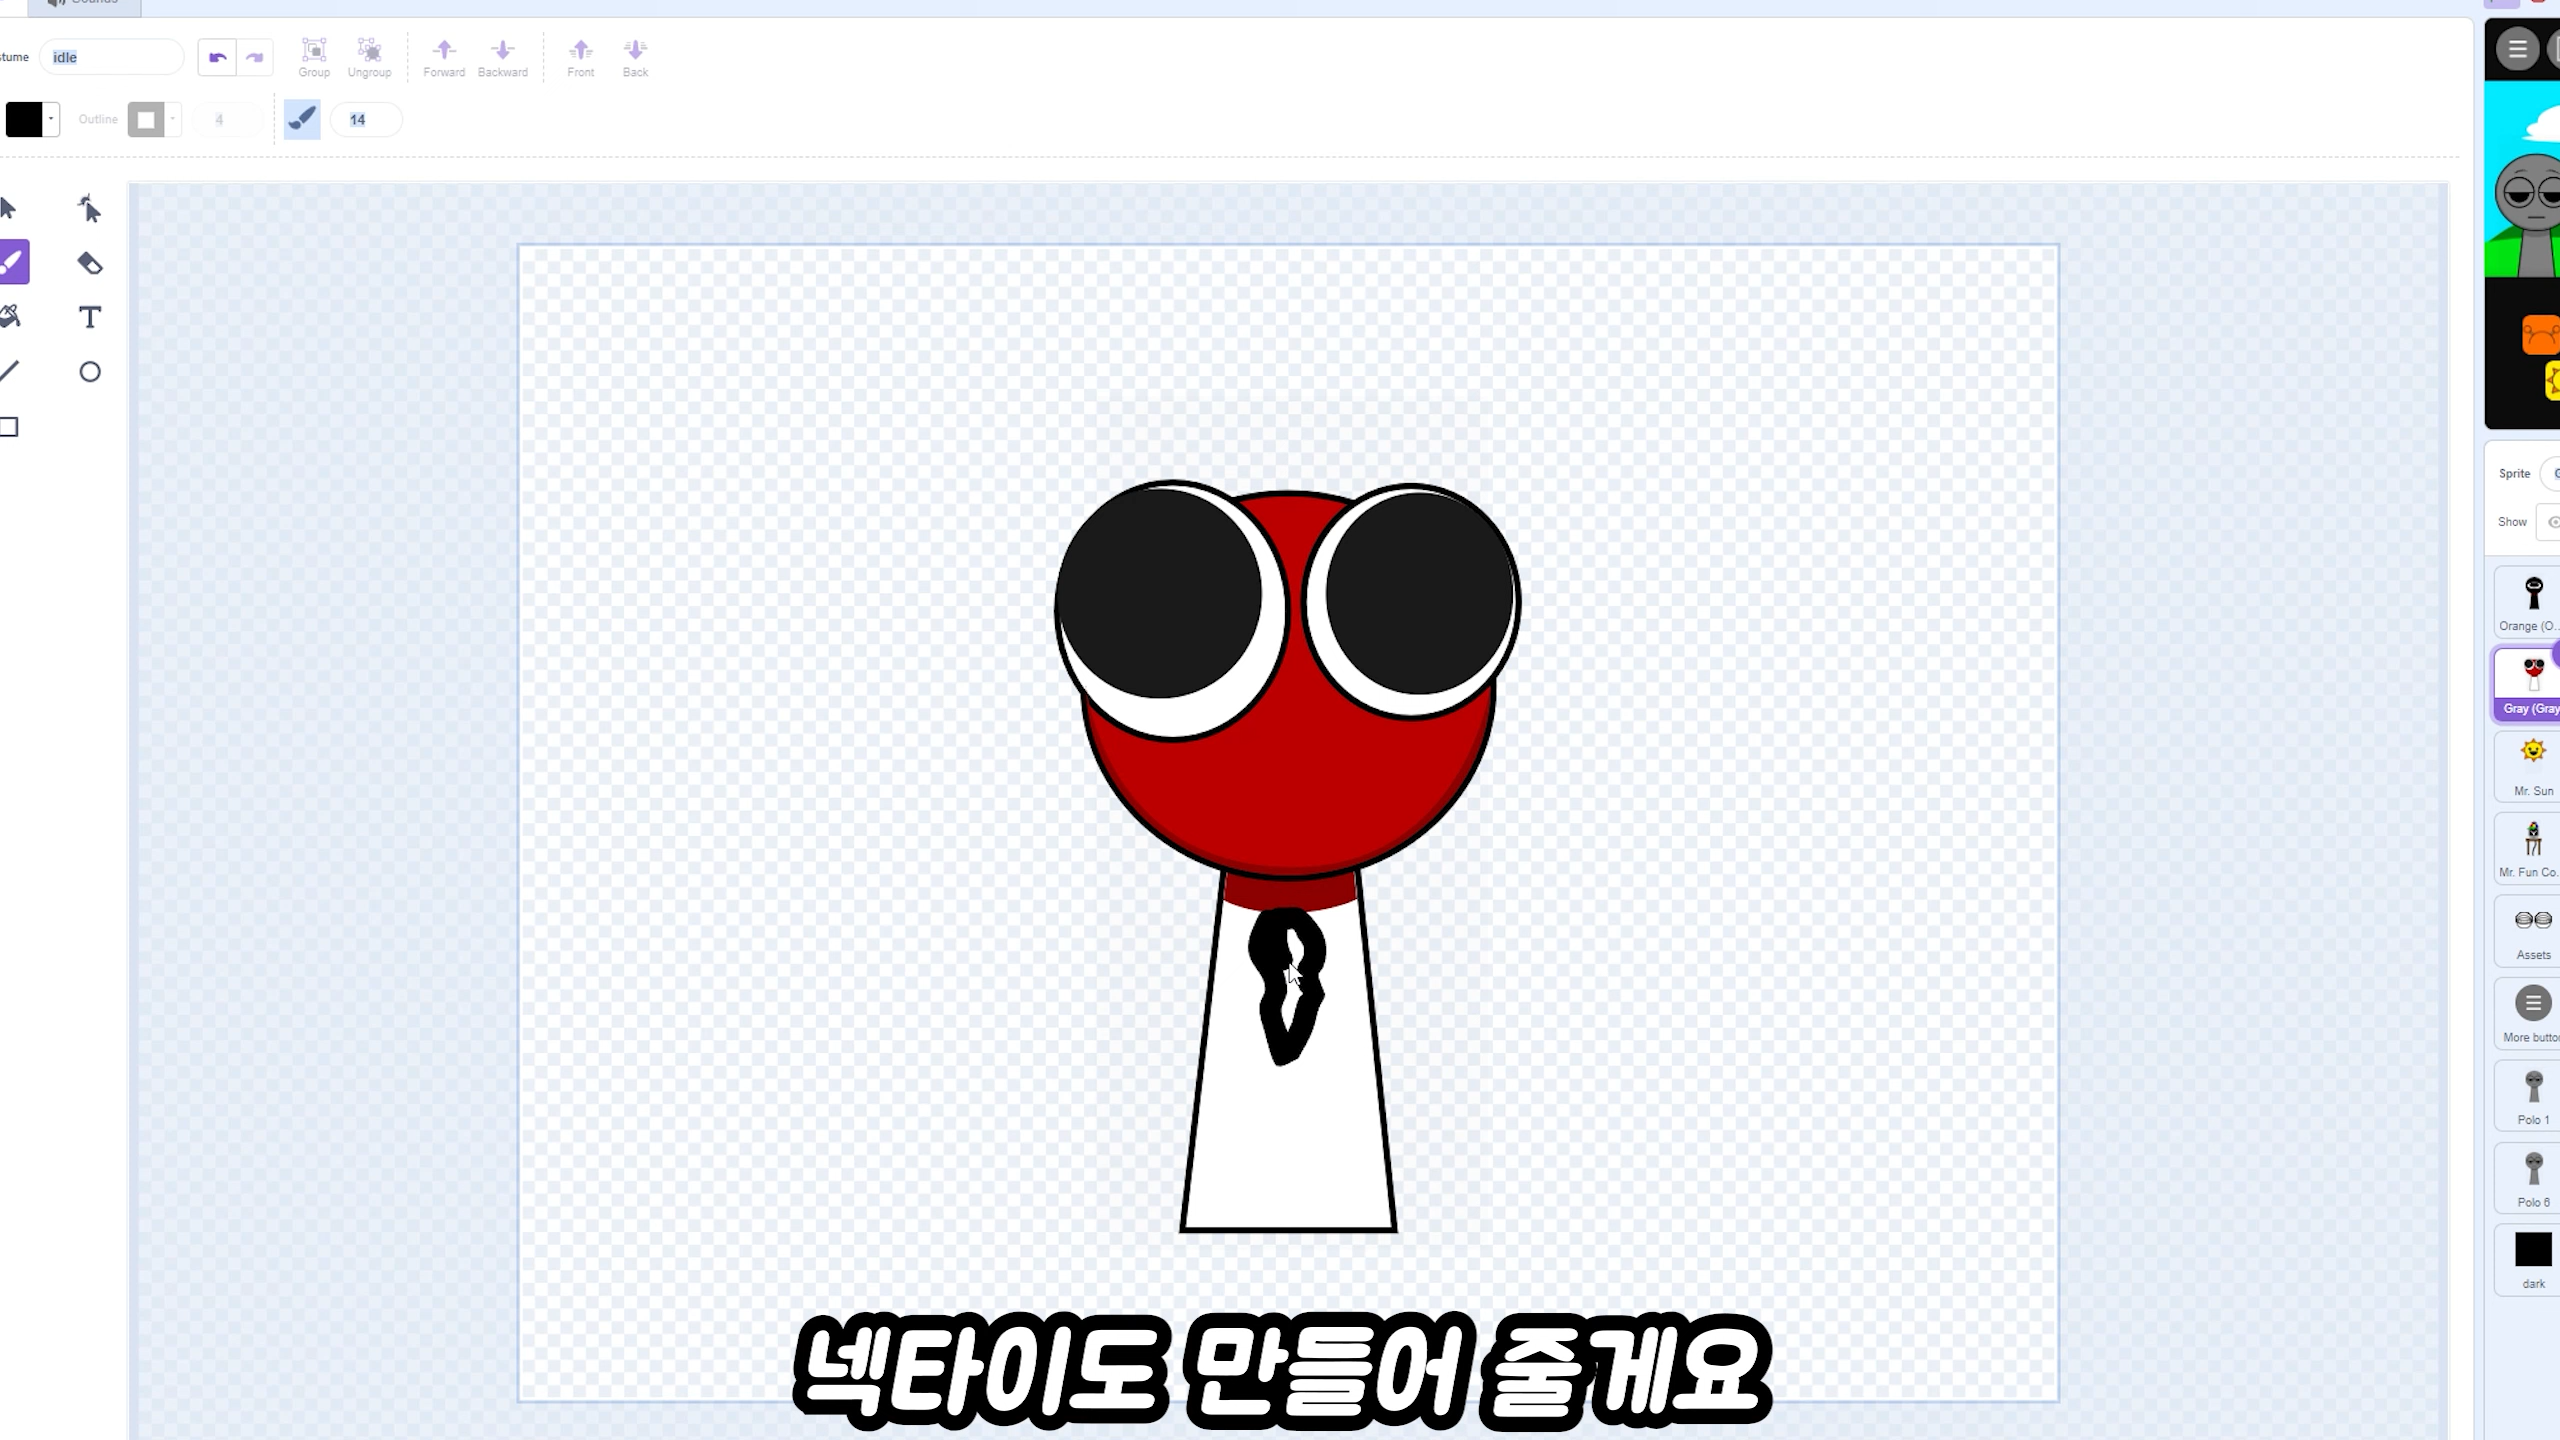 Sounds
stume
idle
Group
Ungroup
Forward
Backward
Front
Back
Outline
4
14
Sprite
Show
Orange (O...
Gray (Gray
Mr. Sun
Mr. Fun Co...
Assets
More butto
Polo 1
Polo 6
dark
넥타이도 만들어 줄게요